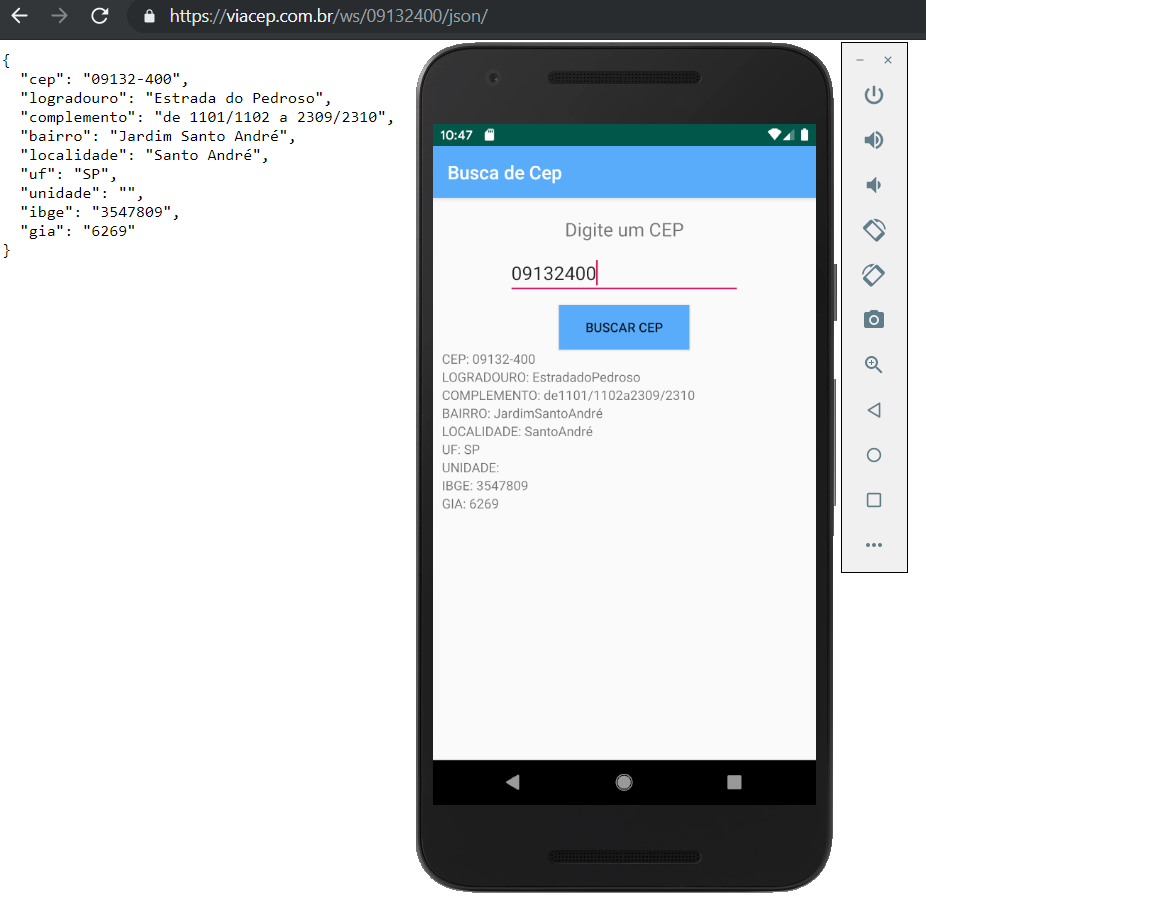 https://viacep.com.br/ws/09132400/json/
{
"cep": "09132-400",
"logradouro": "Estrada do Pedroso",
"complemento": "de 1101/1102 a 2309/2310",
"bairro": "Jardim Santo André",
"localidade": "Santo André",
"uf": "SP",
"unidade": "",
"ibge": "3547809",
"gia": "6269"
}
10:47
Busca de Cep
Digite um CEP
09132400
BUSCAR CEP
CEP: 09132-400
LOGRADOURO: EstradadoPedroso
COMPLEMENTO: de1101/1102a2309/2310
BAIRRO: JardimSantoAndré
LOCALIDADE: SantoAndré
UF: SP
UNIDADE:
IBGE: 3547809
GIA: 6269